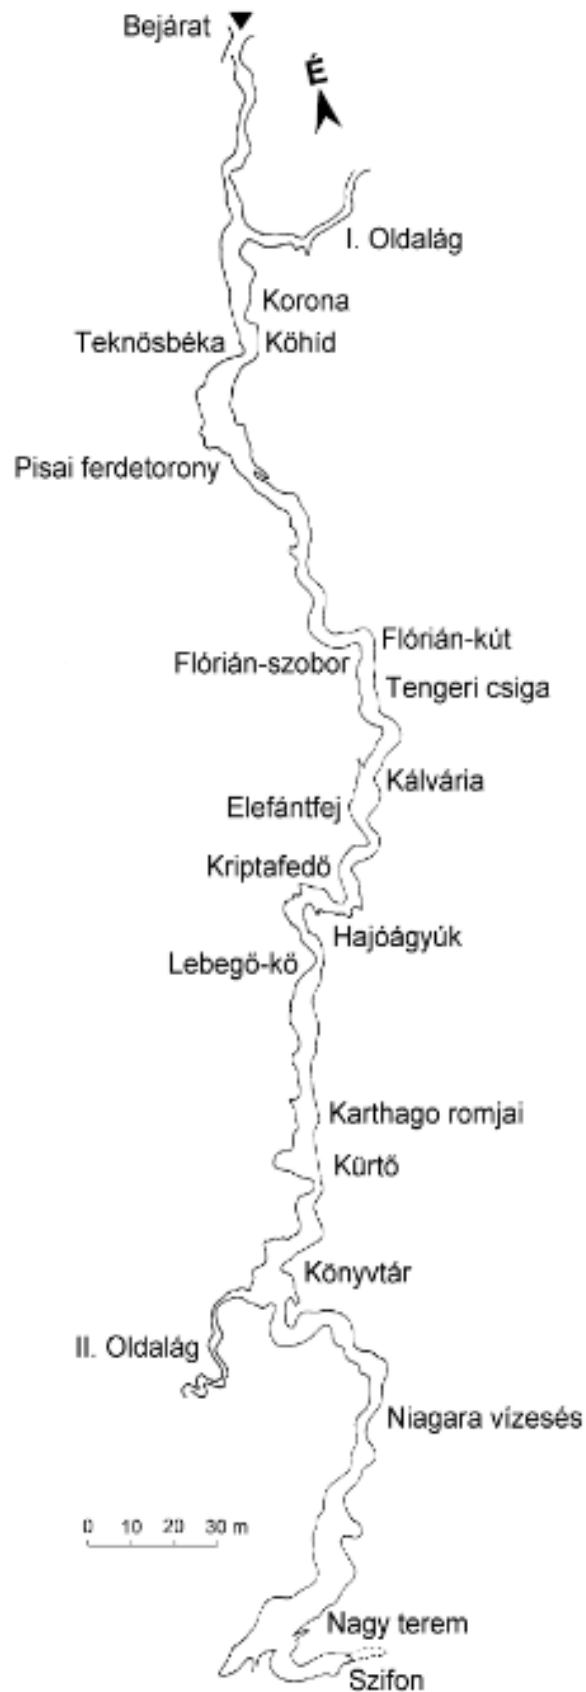 Bejárat
É
I. Oldalág
Korona
Teknősbéka Kőhíd
Pisai ferdetorony
Flórián-kút
Flórián-szobor
Tengeri csiga
Kálvária
Elefántfej
Kriptafedő
Hajóágyúk
Lebegő-kő
Karthago romjai
Kürtő
Könyvtár
II. Oldalág
Niagara vízesés
0 10 20 30 m
Nagy terem
Szifon